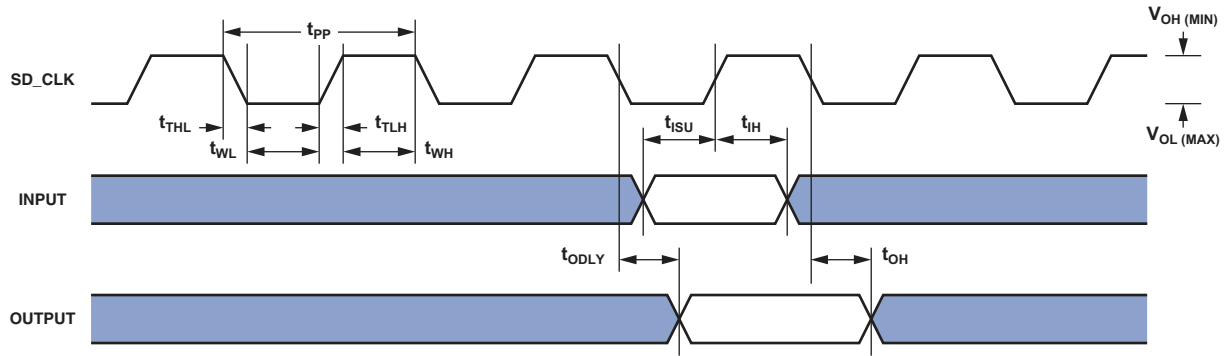 tPP
VOH (MIN)
SD_CLK
tTHL
tTLH
tISU
tIH
tWL
tWH
VOL (MAX)
INPUT
tODLY
tOH
OUTPUT